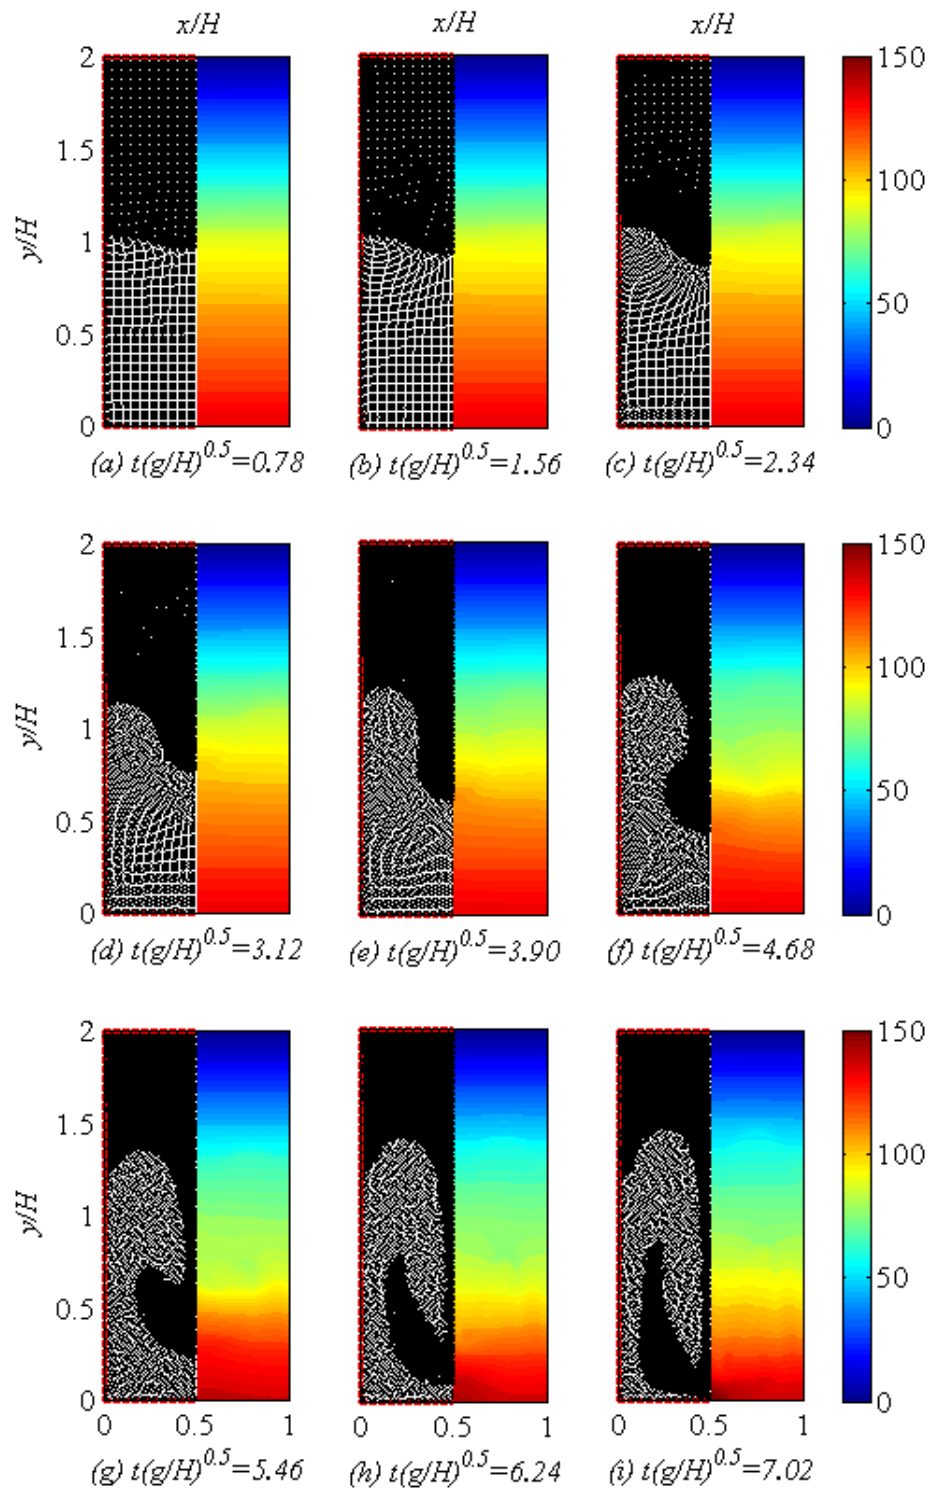 x/H x/H x/H
2 150
1.5
100
y/H 1
50
0.5
0 0
(a) t(g/H)^0.5=0.78 (b) t(g/H)^0.5=1.56 (c) t(g/H)^0.5=2.34
2 150
1.5
100
y/H 1
50
0.5
0 0
(d) t(g/H)^0.5=3.12 (e) t(g/H)^0.5=3.90 (f) t(g/H)^0.5=4.68
2 150
1.5
100
y/H 1
50
0.5
0 0
0 0.5 1 0 0.5 1 0 0.5 1
(g) t(g/H)^0.5=5.46 (h) t(g/H)^0.5=6.24 (i) t(g/H)^0.5=7.02